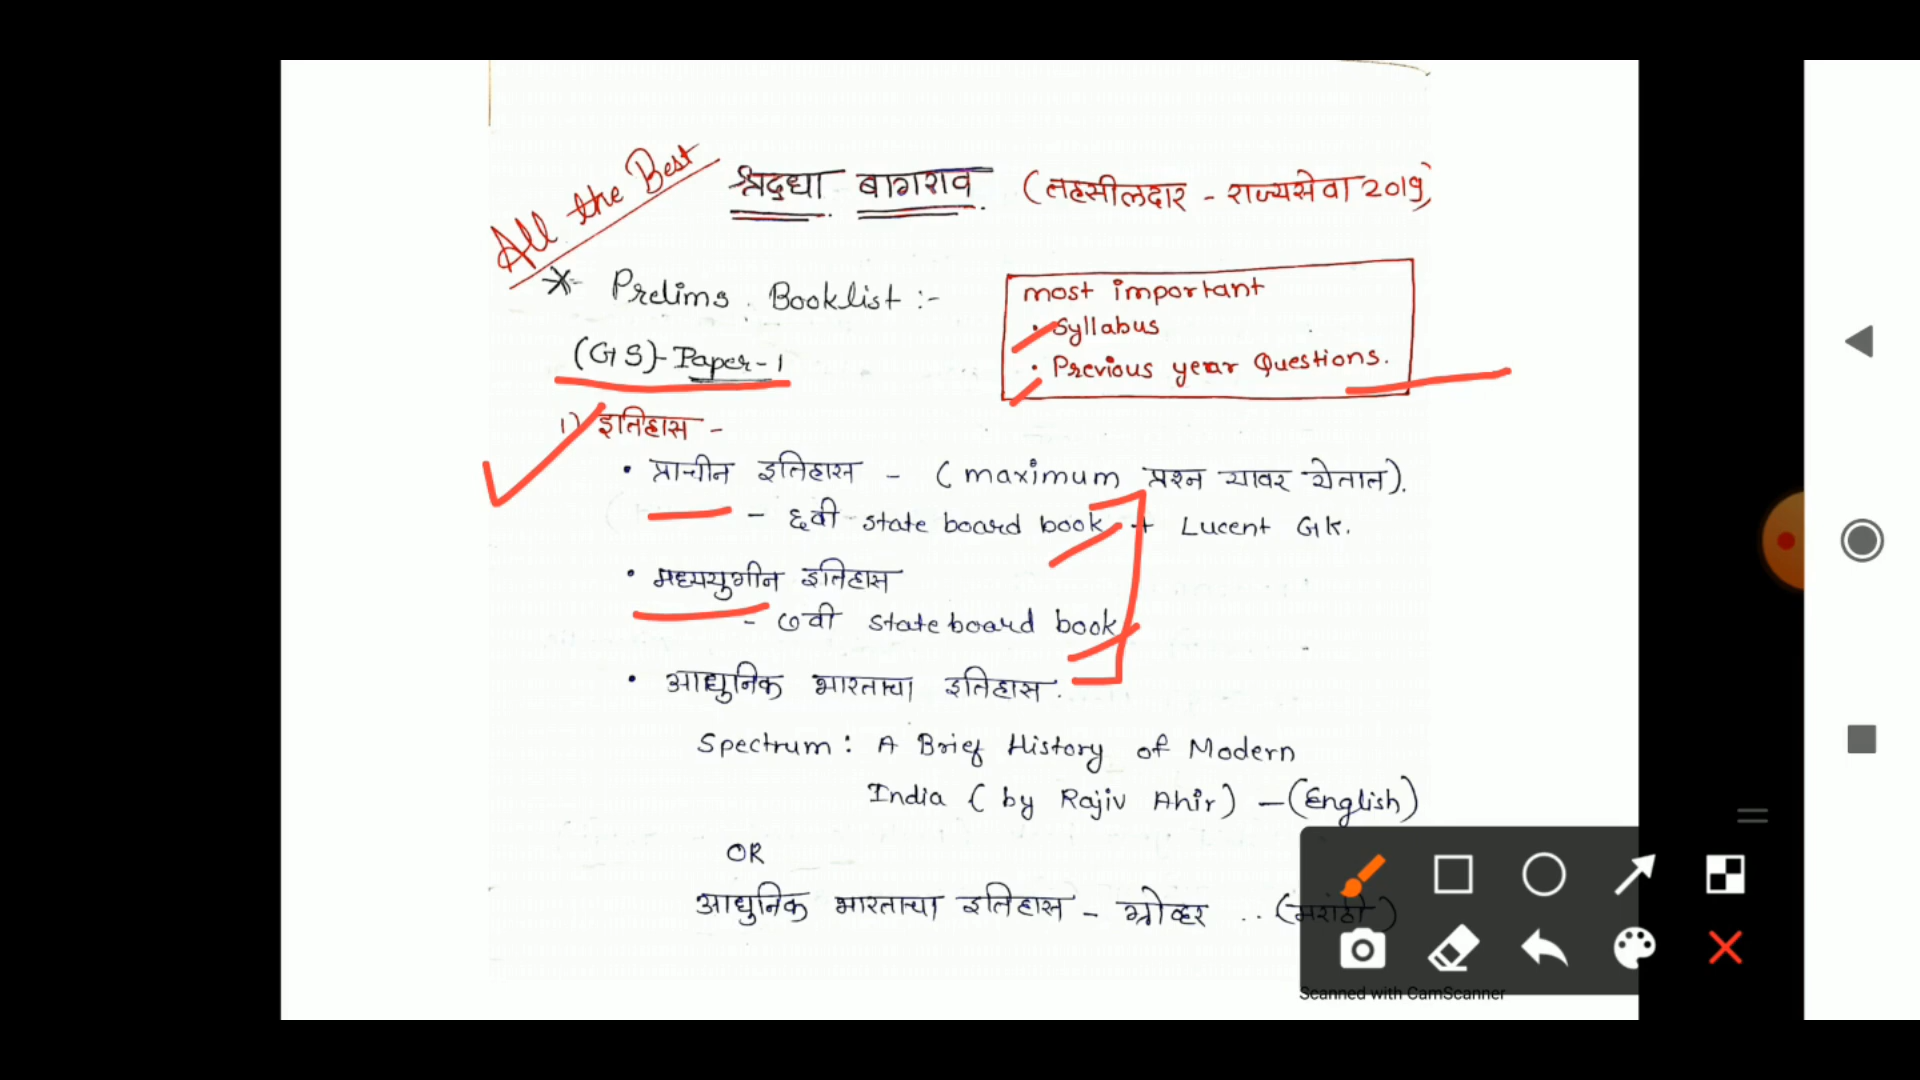 All the Best
श्रद्धा बागराव (तहसीलदार - राज्यसेवा 2019)
* Prelims Booklist :-
most important
• Syllabus
• Previous year Questions.
(GS)-Paper-1
1) इतिहास -
• प्राचीन इतिहास - (maximum प्रश्न यावर येतात).
- ६वी state board book + Lucent GK.
• मध्ययुगीन इतिहास
- ७वी state board book
• आधुनिक भारताचा इतिहास.
Spectrum: A Brief History of Modern
India (by Rajiv Ahir) - (English)
OR
आधुनिक भारताचा इतिहास - ग्रोव्हर .. (मराठी)
Scanned with CamScanner